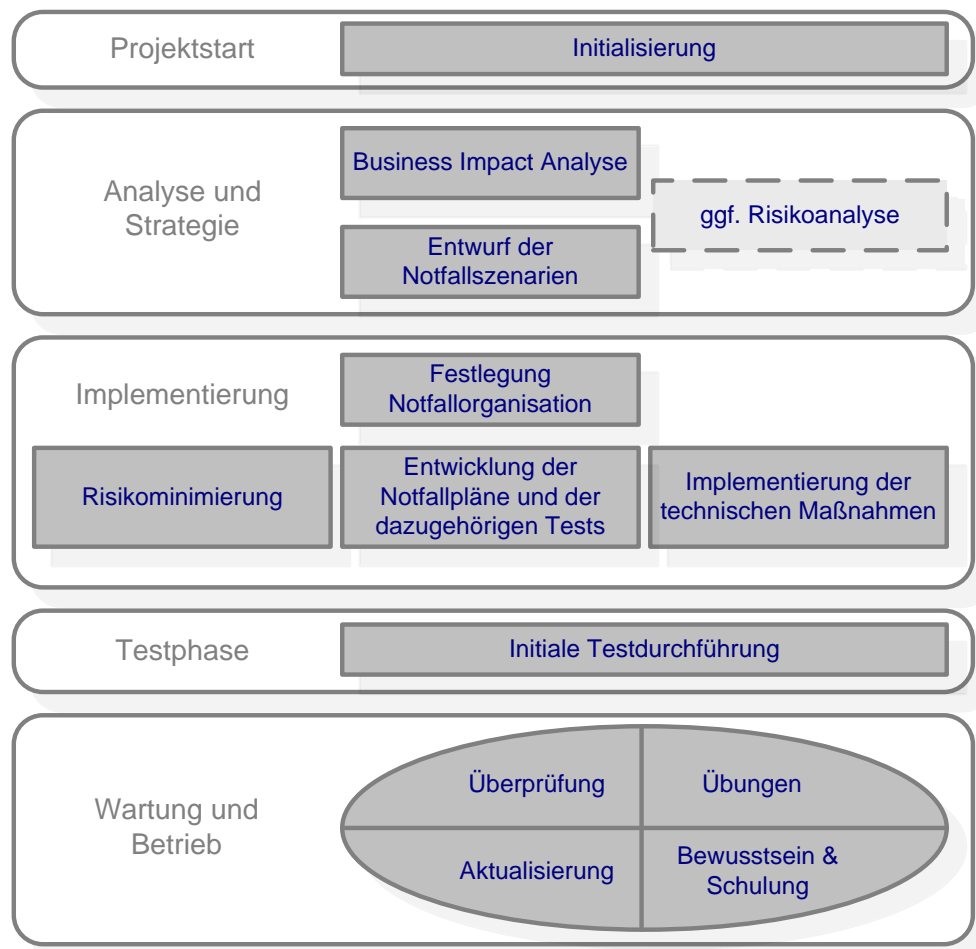 Projektstart
Initialisierung
Analyse und
Strategie
Business Impact Analyse
ggf. Risikoanalyse
Entwurf der
Notfallszenarien
Implementierung
Festlegung
Notfallorganisation
Risikominimierung
Entwicklung der
Notfallpläne und der
dazugehörigen Tests
Implementierung der
technischen Maßnahmen
Testphase
Initiale Testdurchführung
Wartung und
Betrieb
Überprüfung
Übungen
Aktualisierung
Bewusstsein &
Schulung